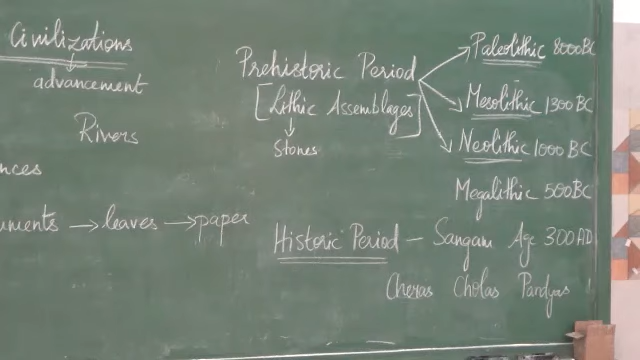 Civilizations
advancement
Rivers
nces
uments → leaves → paper
Prehistoric Period
[Lithic Assemblages]
Stones
Paleolithic 8000BC
Mesolithic 1300 BC
Neolithic 1000 BC
Megalithic 500BC
Historic Period - Sangam Age 300AD
Cheras Cholas Pandyas